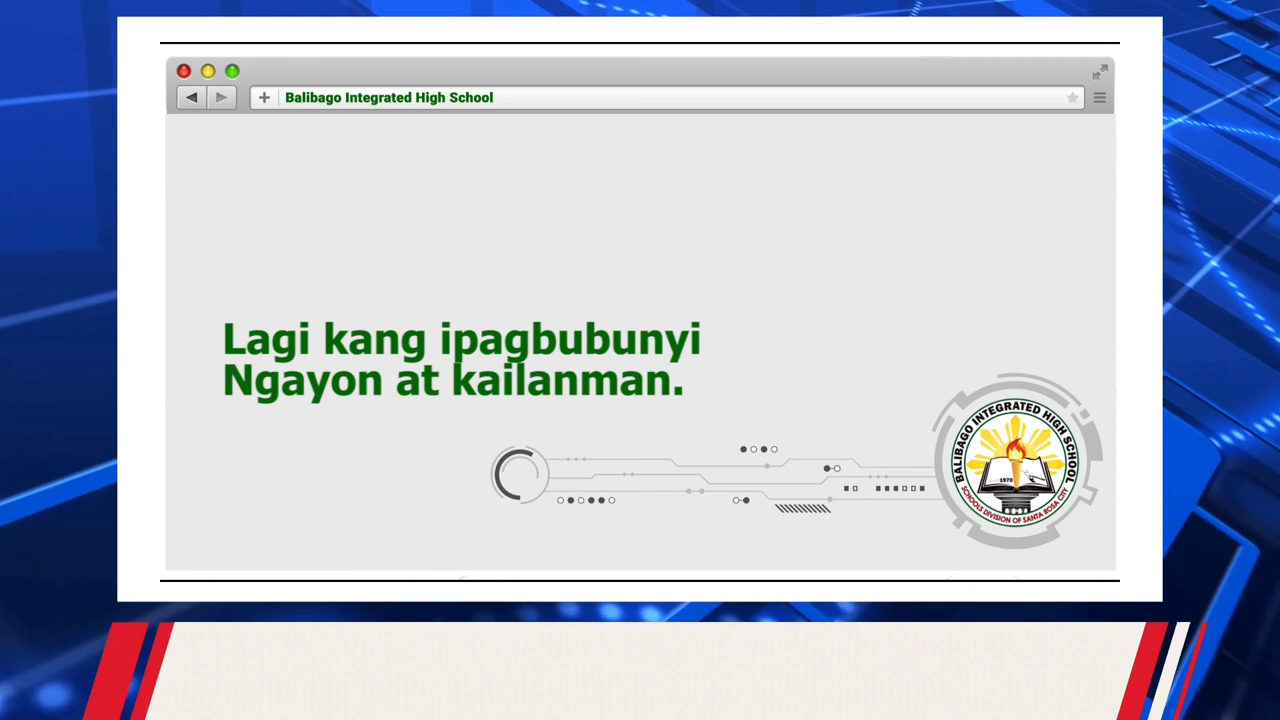 Balibago Integrated High School
Lagi kang ipagbubunyi
Ngayon at kailanman.
BALIBAGO INTEGRATED HIGH SCHOOL
1970
SCHOOLS DIVISION OF SANTA ROSA CITY